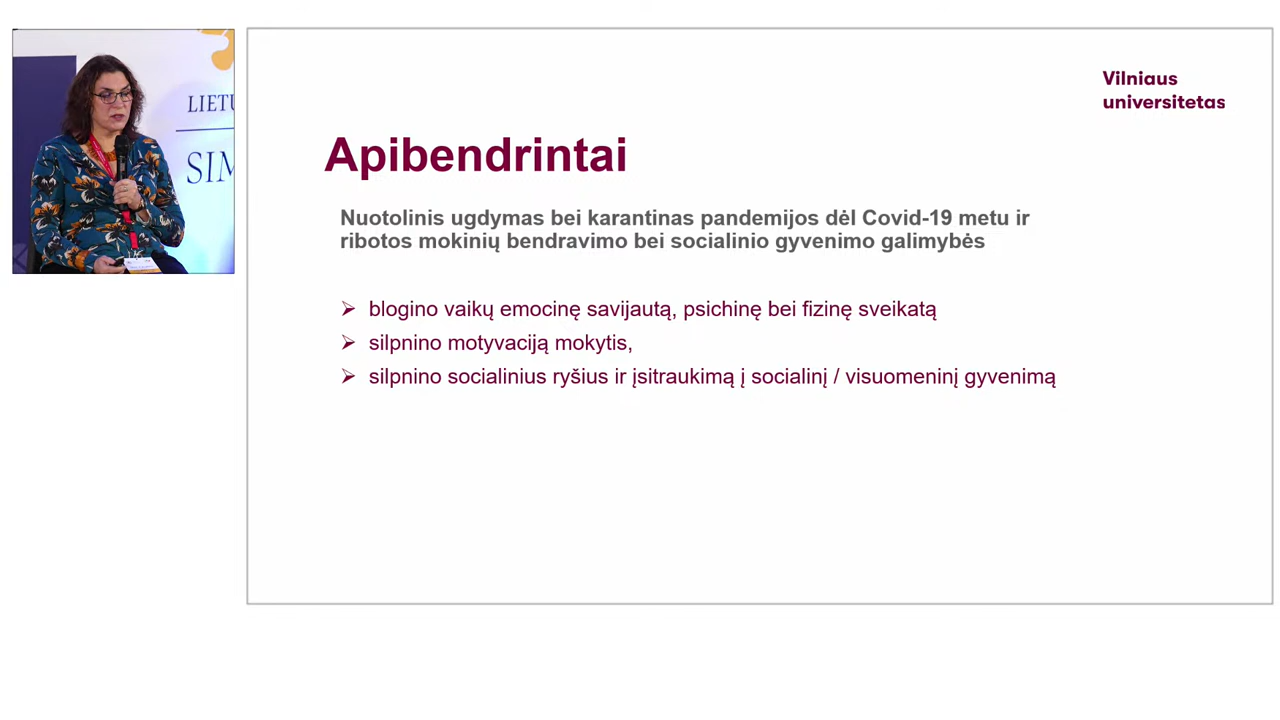 LIETU
SIM
Vilniaus
universitetas
Apibendrintai
Nuotolinis ugdymas bei karantinas pandemijos dėl Covid-19 metu ir
ribotos mokinių bendravimo bei socialinio gyvenimo galimybės
blogino vaikų emocinę savijautą, psichinę bei fizinę sveikatą
silpnino motyvaciją mokytis,
silpnino socialinius ryšius ir įsitraukimą į socialinį / visuomeninį gyvenimą